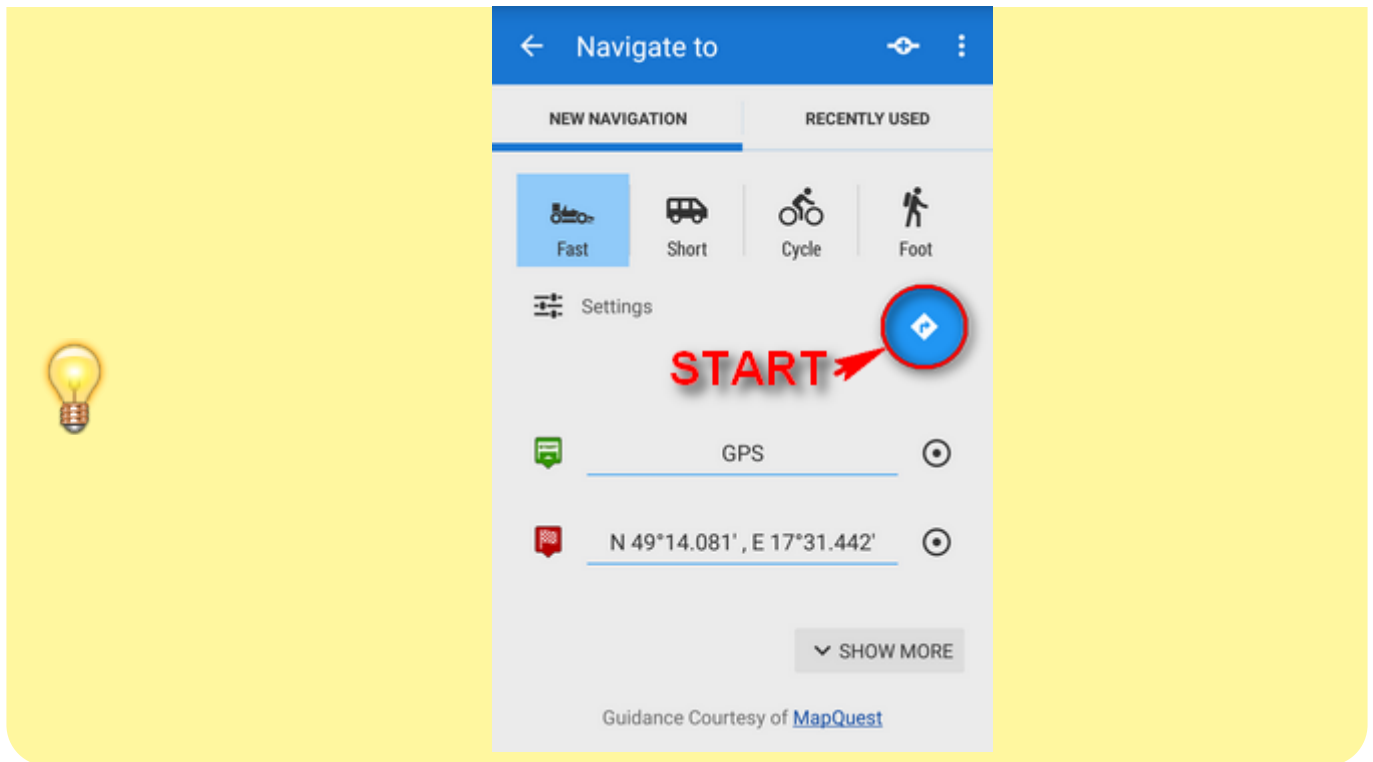 Navigate to
NEW NAVIGATION RECENTLY USED
Fast Short Cycle Foot
Settings
START
GPS
N 49°14.081' , E 17°31.442'
SHOW MORE
Guidance Courtesy of MapQuest